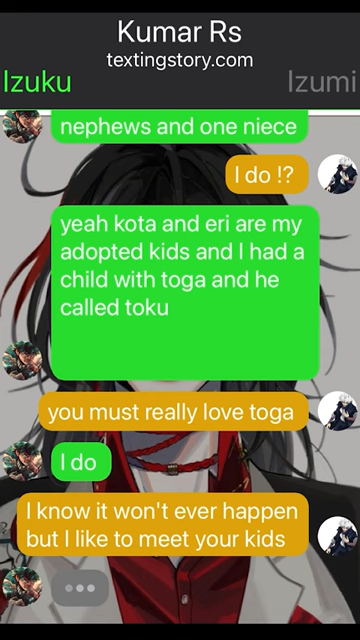 Kumar Rs
textingstory.com
Izuku
Izumi
nephews and one niece
I do !?
yeah kota and eri are my
adopted kids and I had a
child with toga and he
called toku
you must really love toga
I do
I know it won't ever happen
but I like to meet your kids